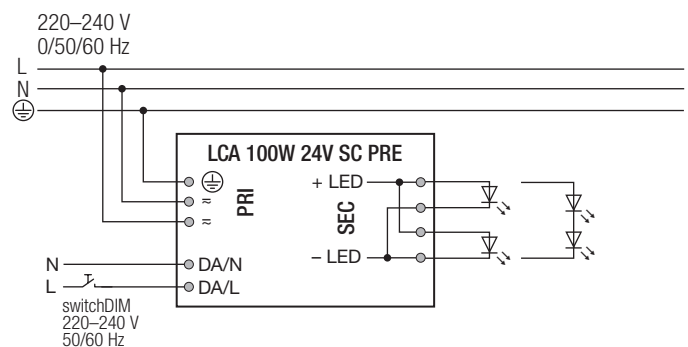 220–240 V
0/50/60 Hz
L
N
LCA 100W 24V SC PRE
PRI
≂
≂
SEC
+ LED
– LED
N
DA/N
L
DA/L
switchDIM
220–240 V
50/60 Hz